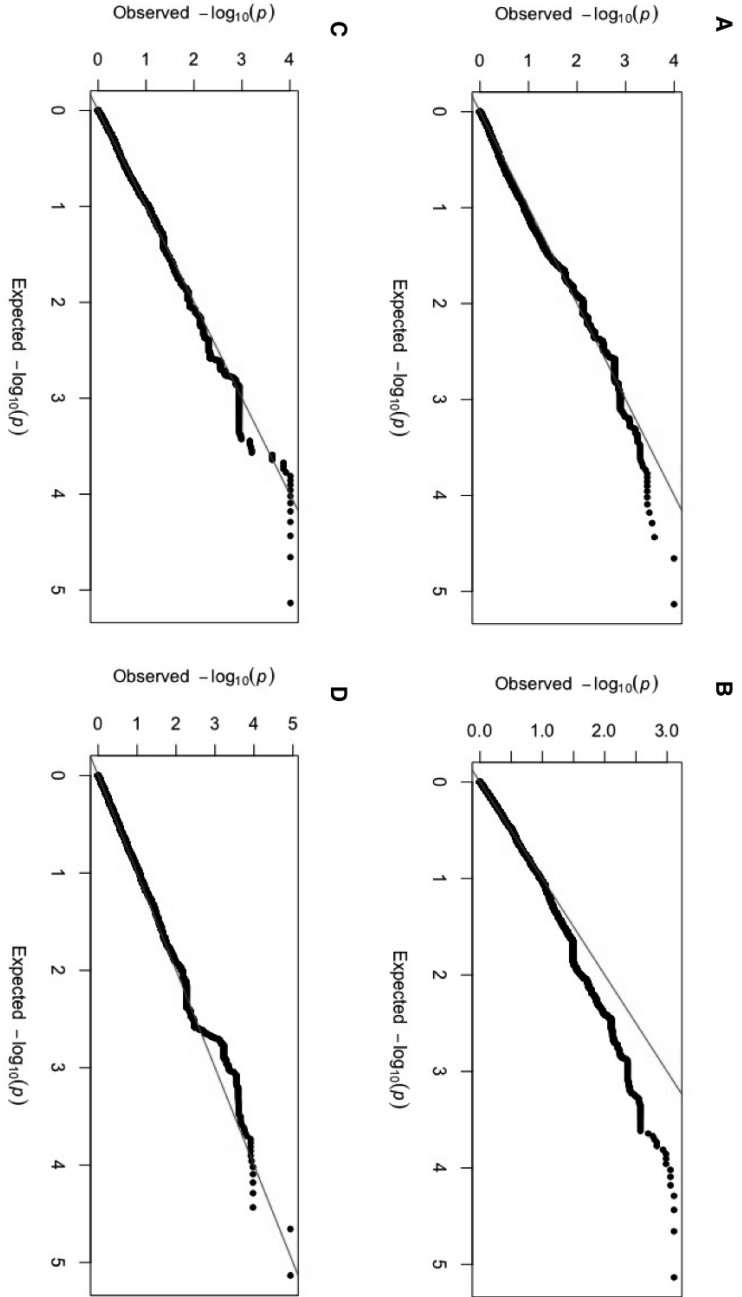 A
Observed −log₁₀(p)
0 1 2 3 4
0 1 2 3 4 5
Expected −log₁₀(p)
B
Observed −log₁₀(p)
0.0 1.0 2.0 3.0
0 1 2 3 4 5
Expected −log₁₀(p)
C
Observed −log₁₀(p)
0 1 2 3 4
0 1 2 3 4 5
Expected −log₁₀(p)
D
Observed −log₁₀(p)
0 1 2 3 4 5
0 1 2 3 4 5
Expected −log₁₀(p)